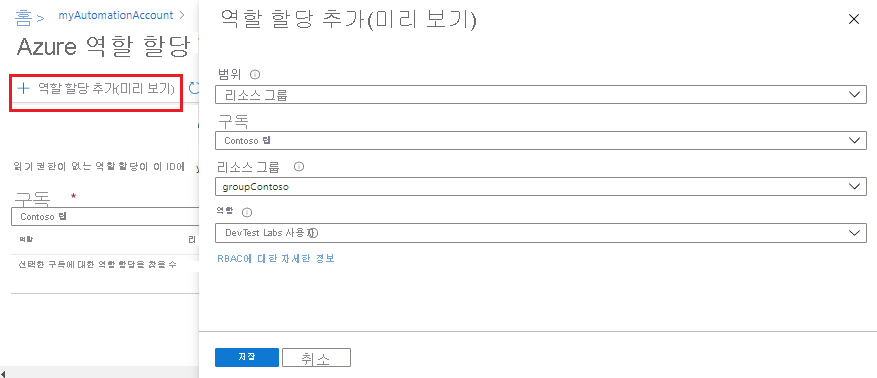 홈 > myAutomationAccount >
Azure 역할 할당
+ 역할 할당 추가(미리 보기)
읽기 권한이 없는 역할 할당이 이 ID에
구독 *
Contoso 랩
역할 리
선택한 구독에 대한 역할 할당을 찾을 수
역할 할당 추가(미리 보기)
범위
리소스 그룹
구독
Contoso 랩
리소스 그룹
groupContoso
역할
DevTest Labs 사용자
RBAC에 대한 자세한 정보
저장 취소